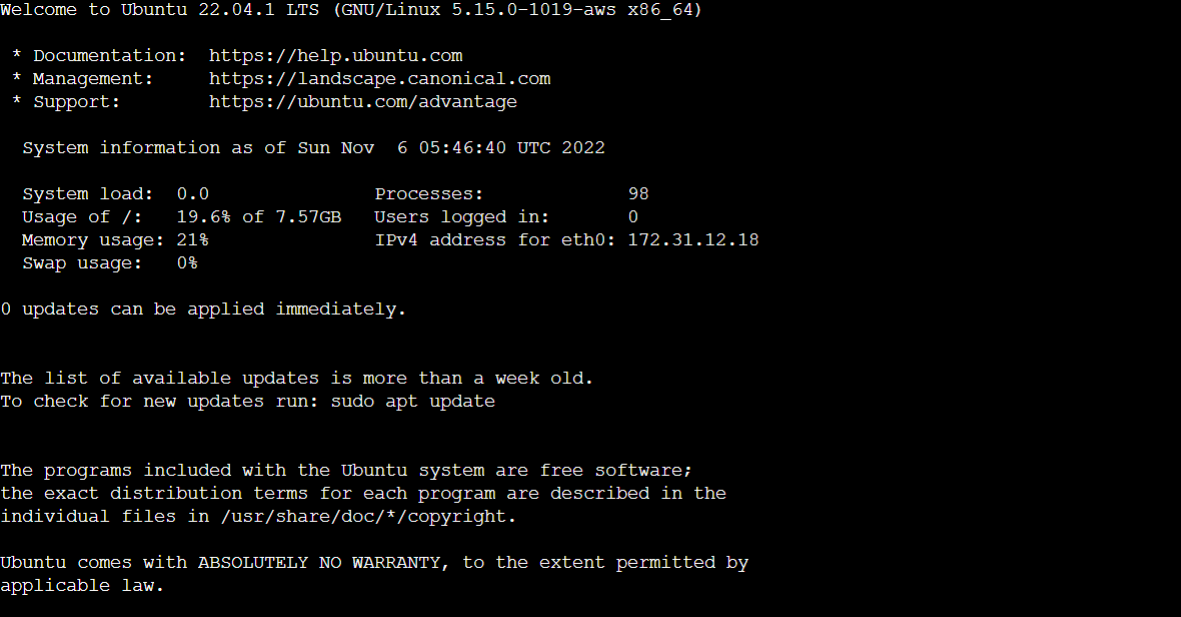 Welcome to Ubuntu 22.04.1 LTS (GNU/Linux 5.15.0-1019-aws x86_64)
* Documentation: https://help.ubuntu.com
* Management: https://landscape.canonical.com
* Support: https://ubuntu.com/advantage
System information as of Sun Nov 6 05:46:40 UTC 2022
System load: 0.0 Processes: 98
Usage of /: 19.6% of 7.57GB Users logged in: 0
Memory usage: 21% IPv4 address for eth0: 172.31.12.18
Swap usage: 0%
0 updates can be applied immediately.
The list of available updates is more than a week old.
To check for new updates run: sudo apt update
The programs included with the Ubuntu system are free software;
the exact distribution terms for each program are described in the
individual files in /usr/share/doc/*/copyright.
Ubuntu comes with ABSOLUTELY NO WARRANTY, to the extent permitted by
applicable law.